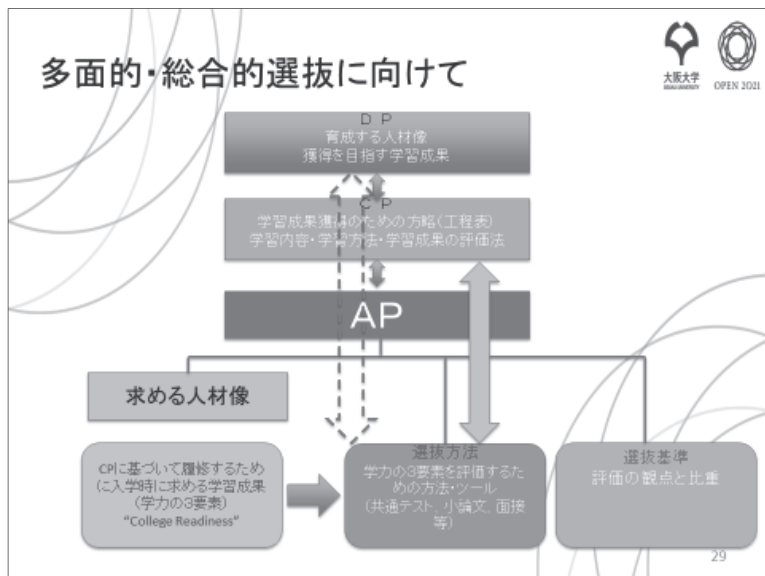 多面的・総合的選抜に向けて
大阪大学
OSAKA UNIVERSITY
OPEN 2021
DP
育成する人材像
獲得を目指す学習成果
CP
学習成果獲得のための方略(工程表)
学習内容・学習方法・学習成果の評価法
AP
求める人材像
CPに基づいて履修するため
に入学時に求める学習成果
(学力の3要素)
“College Readiness”
選抜方法
学力の3要素を評価するた
めの方法・ツール
(共通テスト、小論文、面接
等)
選抜基準
評価の観点と比重
29